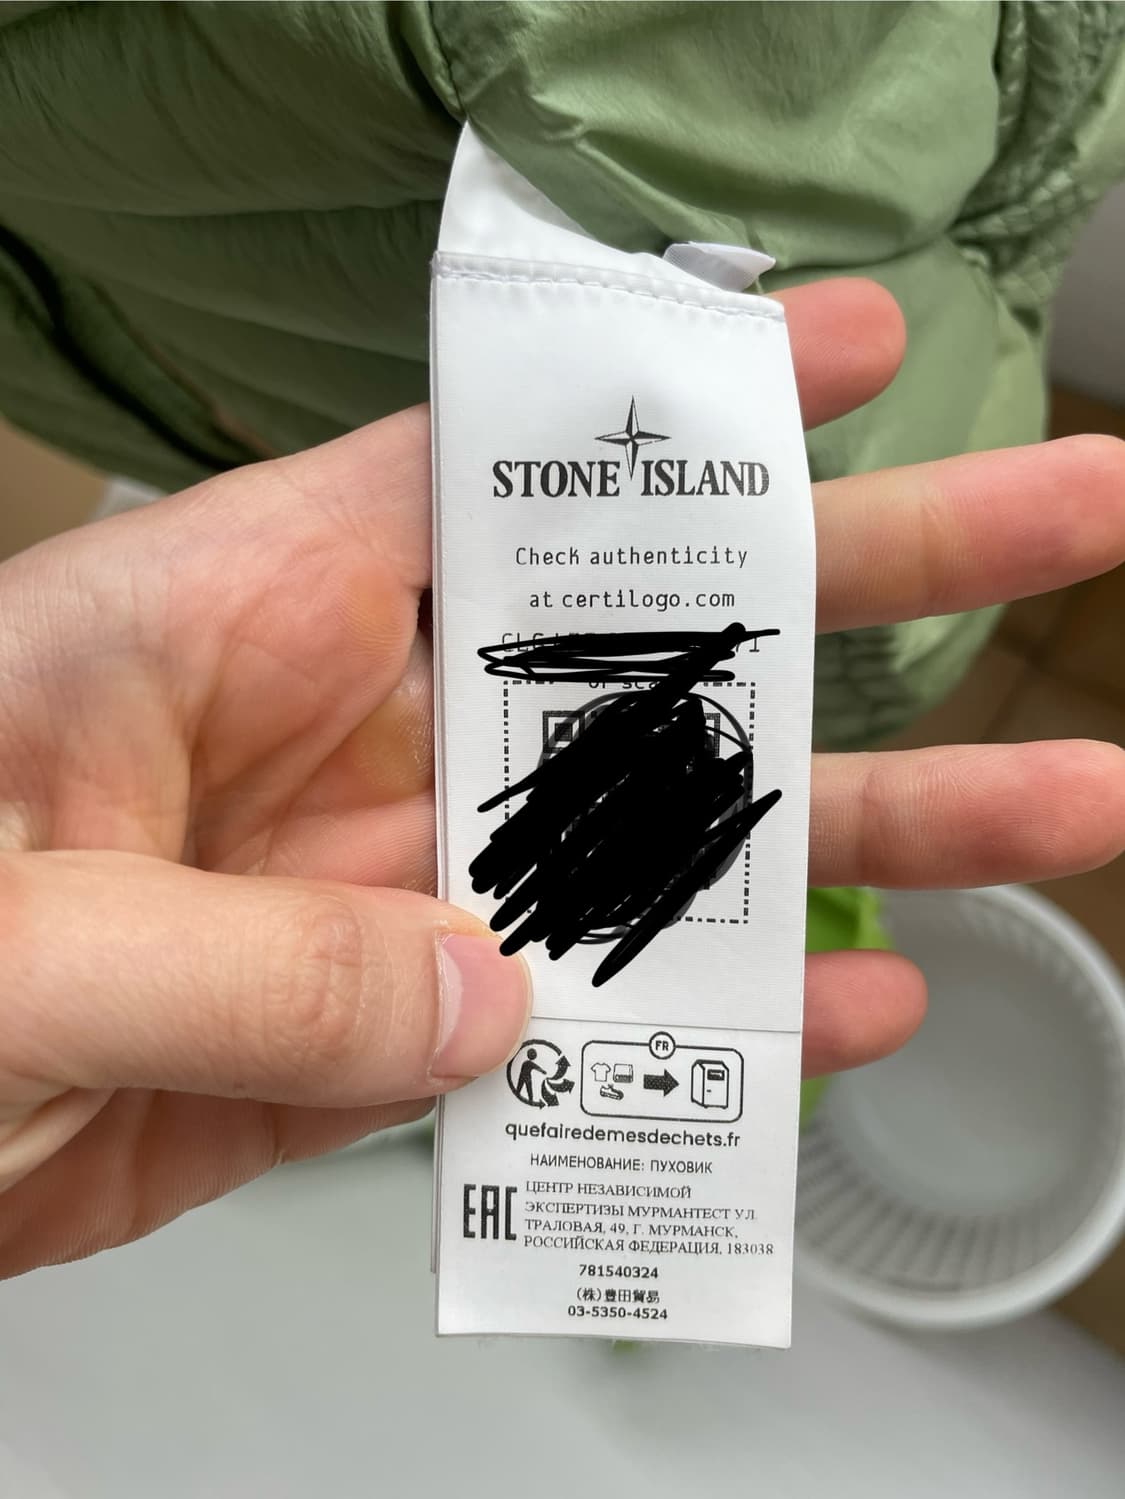 STONE ISLAND
Check authenticity
at certilogo.com
or
FR
quefairedemesdechets.fr
НАИМЕНОВАНИЕ: ПУХОВИК
EAC
ЦЕНТР НЕЗАВИСИМОЙ
ЭКСПЕРТИЗЫ МУРМАНТЕСТ УЛ.
ТРАЛОВАЯ, 49, Г. МУРМАНСК,
РОССИЙСКАЯ ФЕДЕРАЦИЯ, 183038
781540324
(株)豊田貿易
03-5350-4524